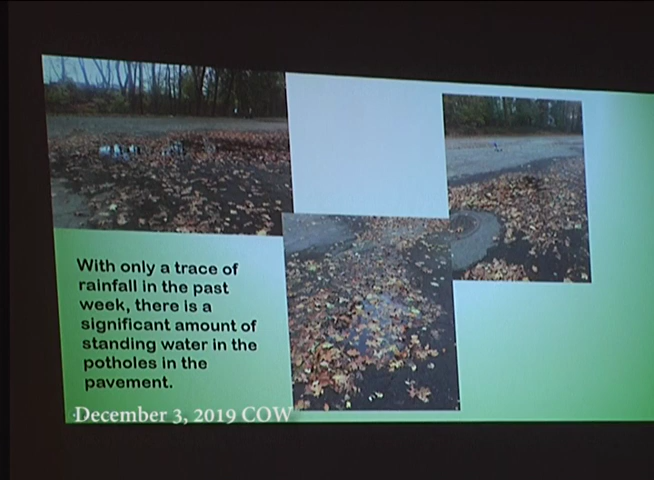 With only a trace of
rainfall in the past
week, there is a
significant amount of
standing water in the
potholes in the
pavement.
December 3, 2019 COW